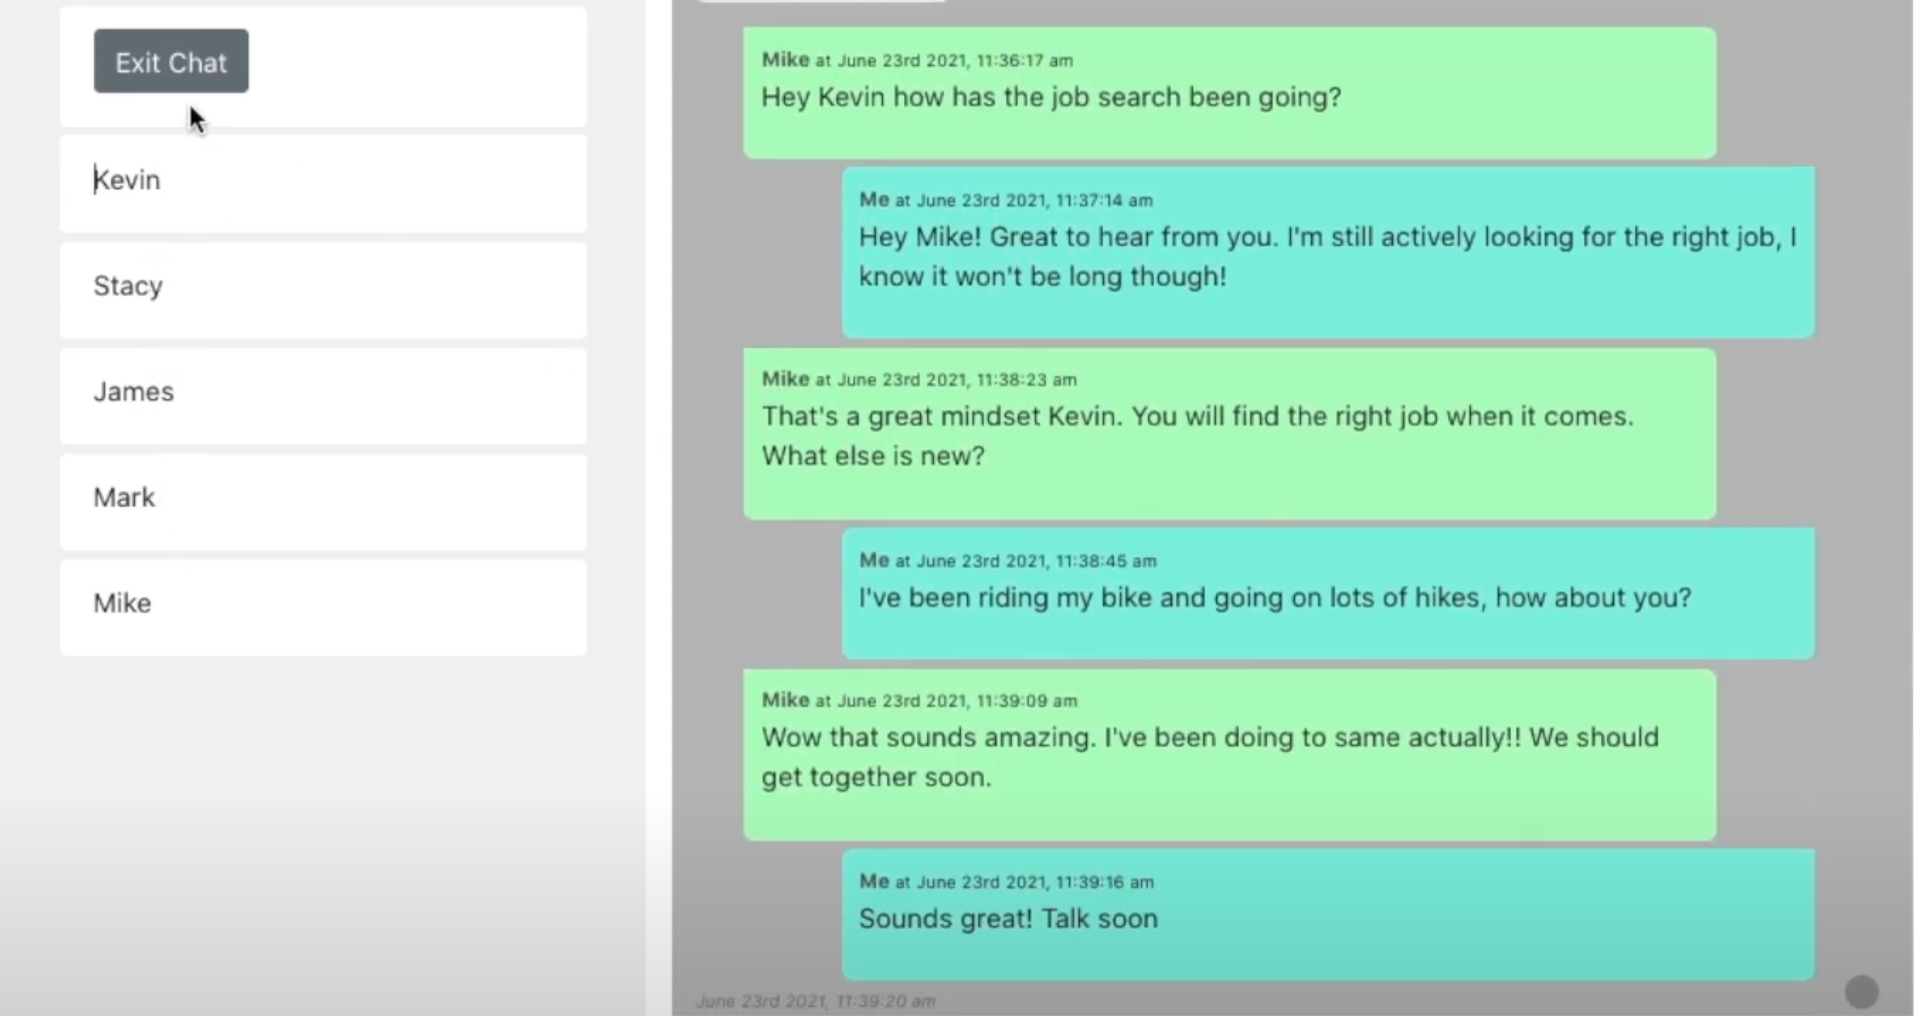 Exit Chat
Kevin
Stacy
James
Mark
Mike
Mike at June 23rd 2021, 11:36:17 am
Hey Kevin how has the job search been going?
Me at June 23rd 2021, 11:37:14 am
Hey Mike! Great to hear from you. I'm still actively looking for the right job, I
know it won't be long though!
Mike at June 23rd 2021, 11:38:23 am
That's a great mindset Kevin. You will find the right job when it comes.
What else is new?
Me at June 23rd 2021, 11:38:45 am
I've been riding my bike and going on lots of hikes, how about you?
Mike at June 23rd 2021, 11:39:09 am
Wow that sounds amazing. I've been doing to same actually!! We should
get together soon.
Me at June 23rd 2021, 11:39:16 am
Sounds great! Talk soon
June 23rd 2021, 11:39:20 am